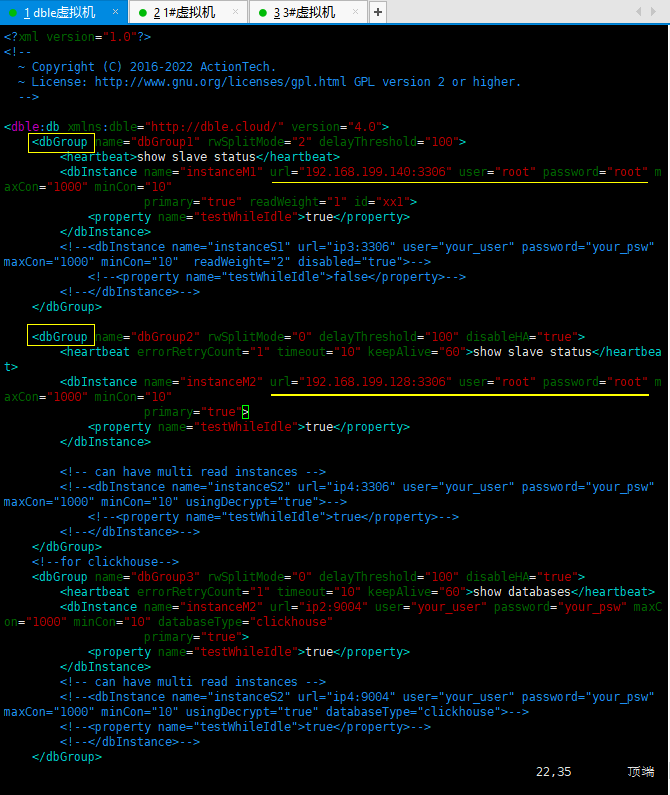 1 dble虚拟机 × 2 1#虚拟机 × 3 3#虚拟机 × +
<?xml version="1.0"?>
<!--
  ~ Copyright (C) 2016-2022 ActionTech.
  ~ License: http://www.gnu.org/licenses/gpl.html GPL version 2 or higher.
  -->
<dble:db xmlns:dble="http://dble.cloud/" version="4.0">
    <dbGroup name="dbGroup1" rwSplitMode="2" delayThreshold="100">
        <heartbeat>show slave status</heartbeat>
        <dbInstance name="instanceM1" url="192.168.199.140:3306" user="root" password="root" m
axCon="1000" minCon="10"
                    primary="true" readWeight="1" id="xx1">
            <property name="testWhileIdle">true</property>
        </dbInstance>
        <!--<dbInstance name="instanceS1" url="ip3:3306" user="your_user" password="your_psw"
maxCon="1000" minCon="10"  readWeight="2" disabled="true">-->
            <!--<property name="testWhileIdle">false</property>-->
        <!--</dbInstance>-->
    </dbGroup>
    <dbGroup name="dbGroup2" rwSplitMode="0" delayThreshold="100" disableHA="true">
        <heartbeat errorRetryCount="1" timeout="10" keepAlive="60">show slave status</heartbea
t>
        <dbInstance name="instanceM2" url="192.168.199.128:3306" user="root" password="root" m
axCon="1000" minCon="10"
                    primary="true">
            <property name="testWhileIdle">true</property>
        </dbInstance>
        <!-- can have multi read instances -->
        <!--<dbInstance name="instanceS2" url="ip4:3306" user="your_user" password="your_psw"
maxCon="1000" minCon="10" usingDecrypt="true">-->
            <!--<property name="testWhileIdle">true</property>-->
        <!--</dbInstance>-->
    </dbGroup>
    <!--for clickhouse-->
    <dbGroup name="dbGroup3" rwSplitMode="0" delayThreshold="100" disableHA="true">
        <heartbeat errorRetryCount="1" timeout="10" keepAlive="60">show databases</heartbeat>
        <dbInstance name="instanceM2" url="ip2:9004" user="your_user" password="your_psw" maxC
on="1000" minCon="10" databaseType="clickhouse"
                    primary="true">
            <property name="testWhileIdle">true</property>
        </dbInstance>
        <!-- can have multi read instances -->
        <!--<dbInstance name="instanceS2" url="ip4:9004" user="your_user" password="your_psw"
maxCon="1000" minCon="10" usingDecrypt="true" databaseType="clickhouse">-->
            <!--<property name="testWhileIdle">true</property>-->
        <!--</dbInstance>-->
    </dbGroup>
22,35 顶端